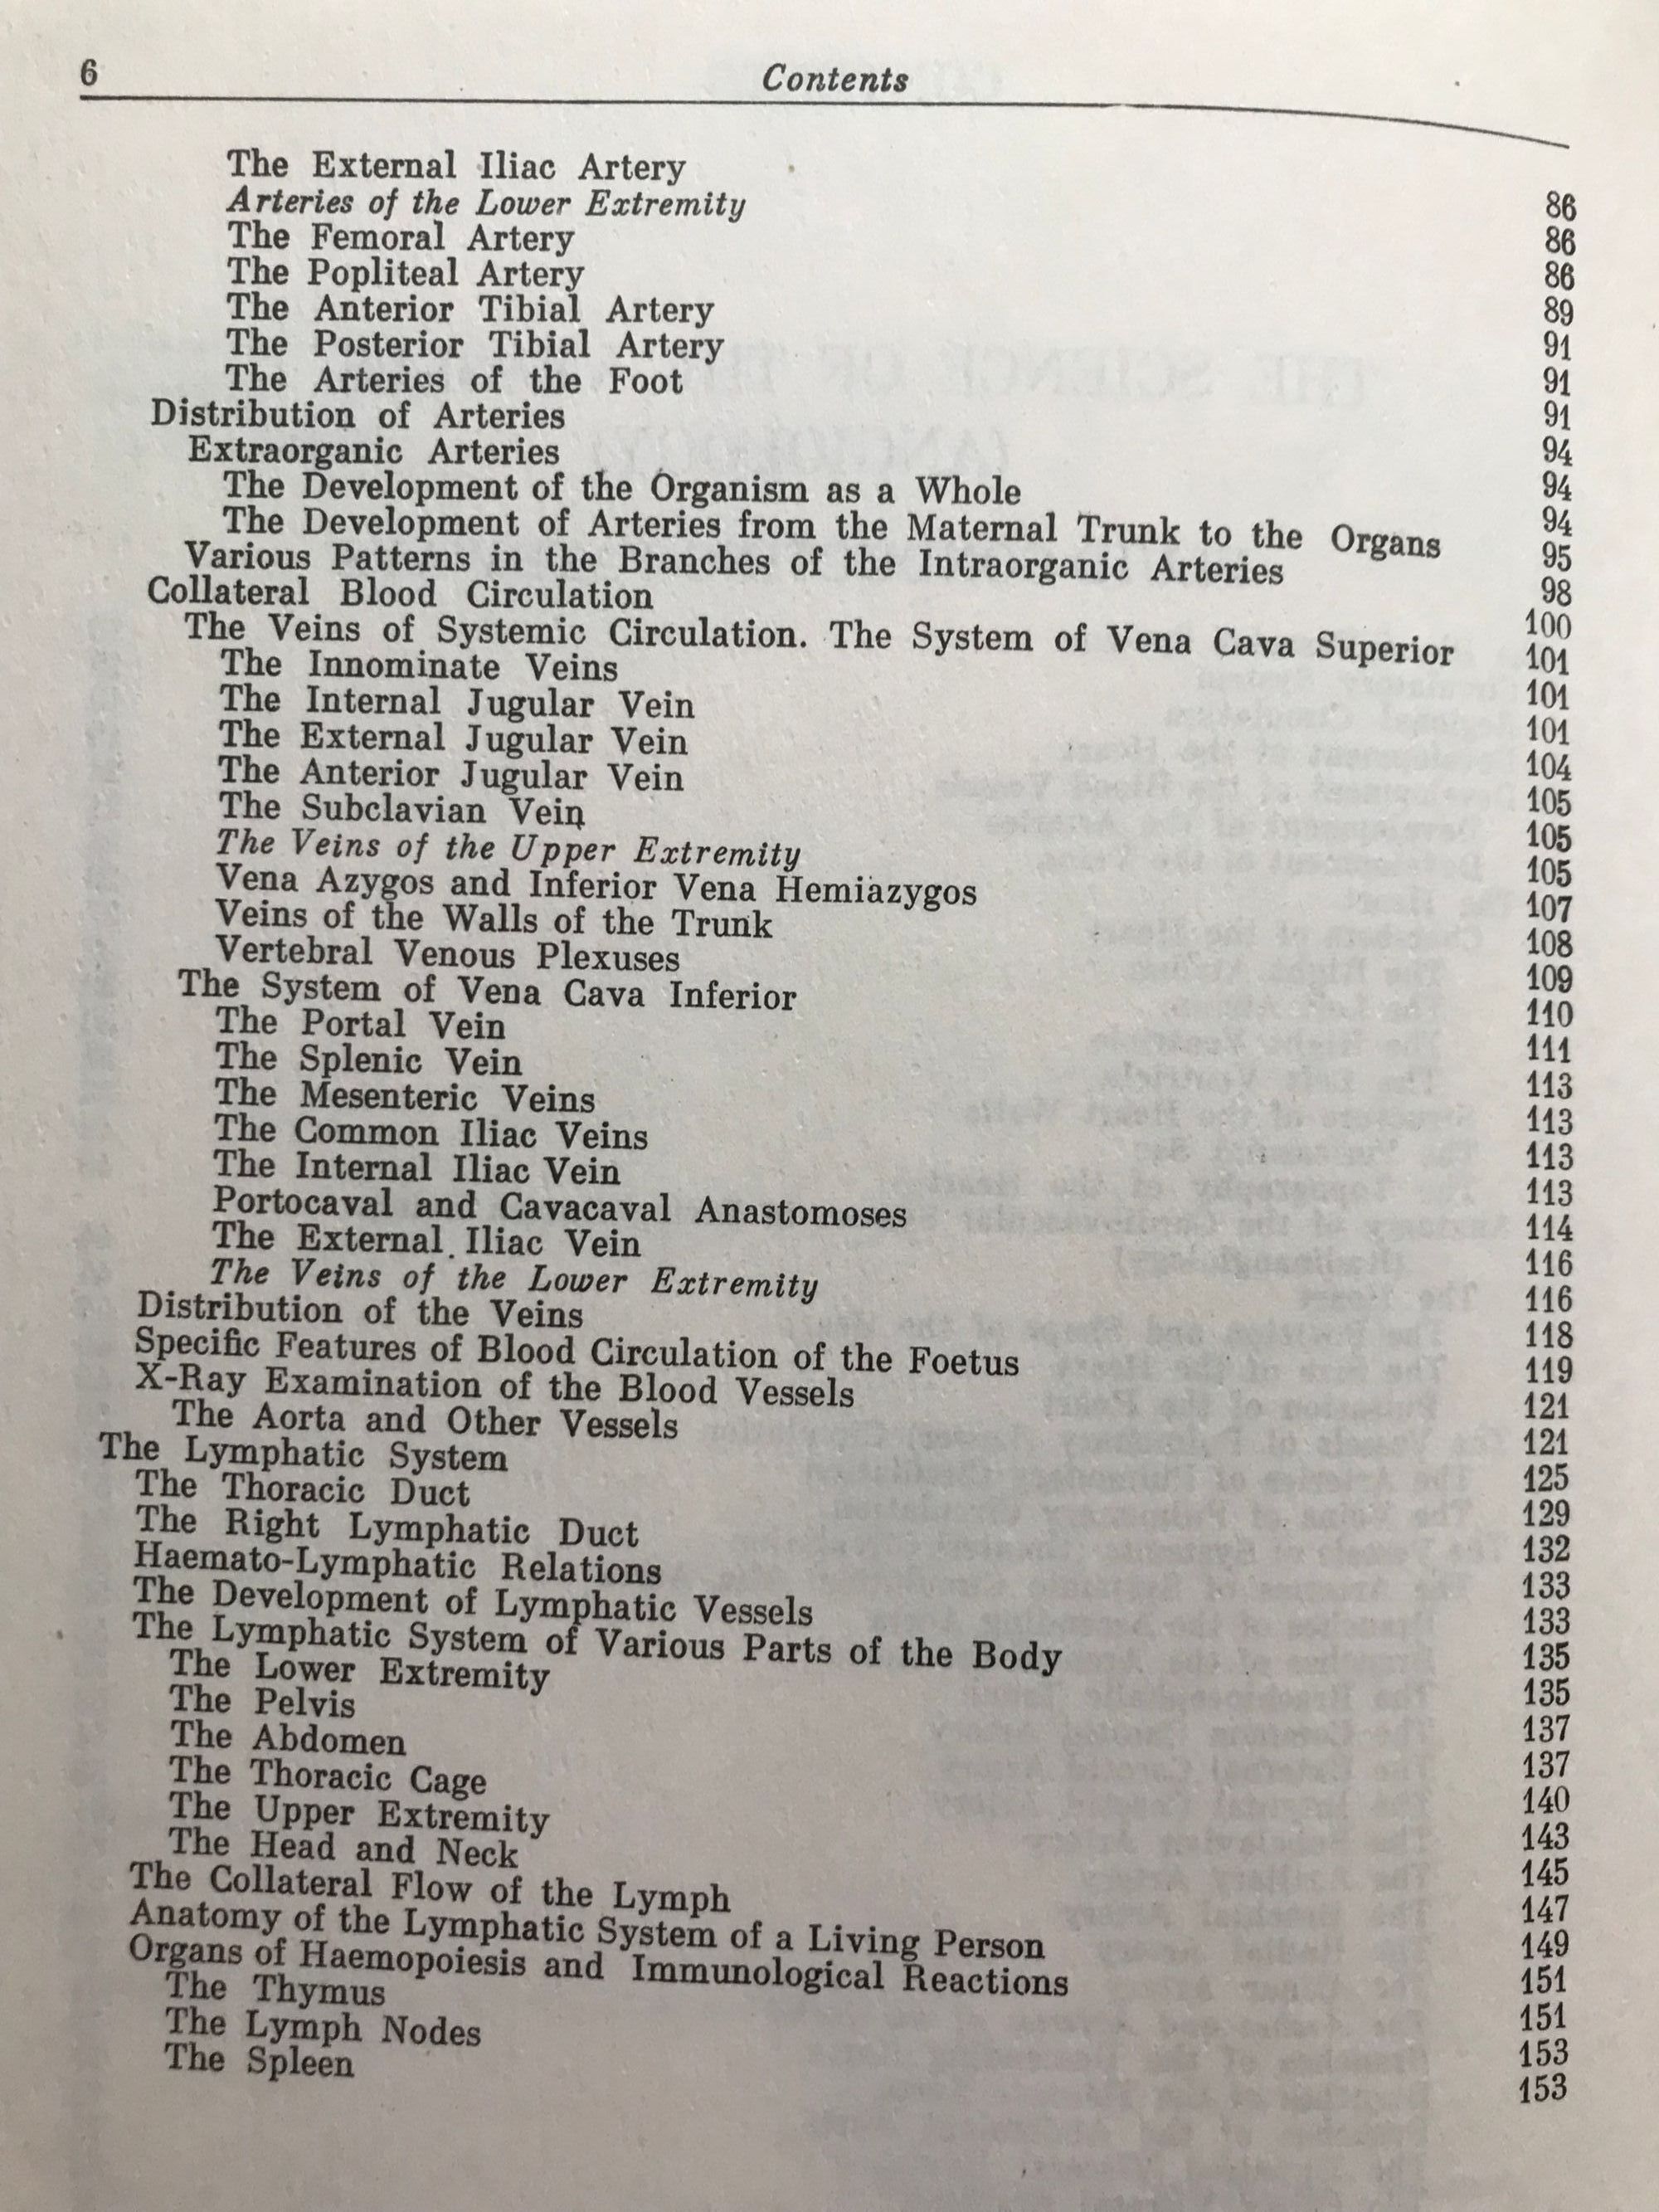 6 Contents
The External Iliac Artery 86
Arteries of the Lower Extremity 86
The Femoral Artery 86
The Popliteal Artery 89
The Anterior Tibial Artery 91
The Posterior Tibial Artery 91
The Arteries of the Foot 91
Distribution of Arteries 94
Extraorganic Arteries 94
The Development of the Organism as a Whole 94
The Development of Arteries from the Maternal Trunk to the Organs 95
Various Patterns in the Branches of the Intraorganic Arteries 98
Collateral Blood Circulation 100
The Veins of Systemic Circulation. The System of Vena Cava Superior 101
The Innominate Veins 101
The Internal Jugular Vein 101
The External Jugular Vein 104
The Anterior Jugular Vein 105
The Subclavian Vein 105
The Veins of the Upper Extremity 105
Vena Azygos and Inferior Vena Hemiazygos 107
Veins of the Walls of the Trunk 108
Vertebral Venous Plexuses 109
The System of Vena Cava Inferior 110
The Portal Vein 111
The Splenic Vein 113
The Mesenteric Veins 113
The Common Iliac Veins 113
The Internal Iliac Vein 113
Portocaval and Cavacaval Anastomoses 114
The External Iliac Vein 116
The Veins of the Lower Extremity 116
Distribution of the Veins 118
Specific Features of Blood Circulation of the Foetus 119
X-Ray Examination of the Blood Vessels 121
The Aorta and Other Vessels 121
The Lymphatic System 125
The Thoracic Duct 129
The Right Lymphatic Duct 132
Haemato-Lymphatic Relations 133
The Development of Lymphatic Vessels 133
The Lymphatic System of Various Parts of the Body 135
The Lower Extremity 135
The Pelvis 137
The Abdomen 137
The Thoracic Cage 140
The Upper Extremity 143
The Head and Neck 145
The Collateral Flow of the Lymph 147
Anatomy of the Lymphatic System of a Living Person 149
Organs of Haemopoiesis and Immunological Reactions 151
The Thymus 151
The Lymph Nodes 153
The Spleen 153